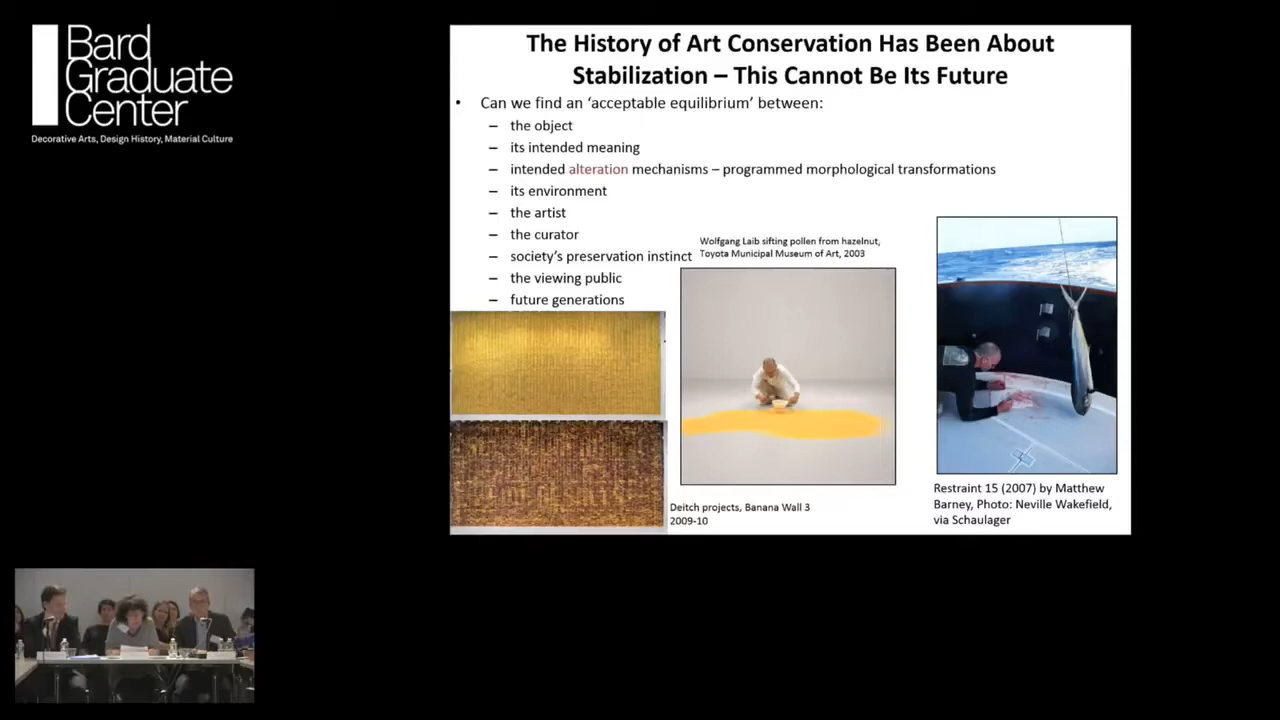 Bard
Graduate
Center
Decorative Arts, Design History, Material Culture
The History of Art Conservation Has Been About
Stabilization – This Cannot Be Its Future
• Can we find an ‘acceptable equilibrium’ between:
– the object
– its intended meaning
– intended alteration mechanisms – programmed morphological transformations
– its environment
– the artist
– the curator
– society’s preservation instinct
– the viewing public
– future generations
Wolfgang Laib sifting pollen from hazelnut,
Toyota Municipal Museum of Art, 2003
Deitch projects, Banana Wall 3
2009-10
Restraint 15 (2007) by Matthew
Barney, Photo: Neville Wakefield,
via Schaulager